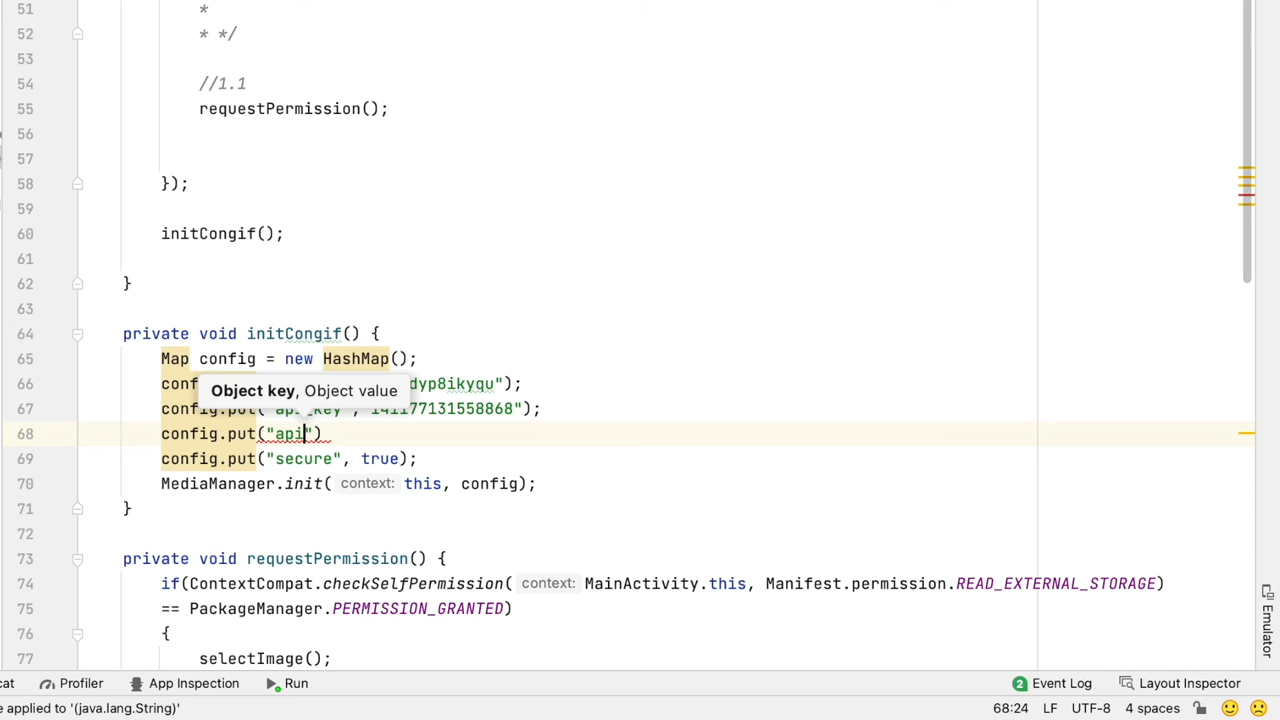 51 *
52 * */
53
54 //1.1
55 requestPermission();
56
57
58 });
59
60 initCongif();
61
62 }
63
64 private void initCongif() {
65 Map config = new HashMap();
66 conf dyp8ikyqu");
Object key, Object value
67 config.put("api_key", "141177131558868");
68 config.put("api")
69 config.put("secure", true);
70 MediaManager.init( context: this, config);
71 }
72
73 private void requestPermission() {
74 if(ContextCompat.checkSelfPermission( context: MainActivity.this, Manifest.permission.READ_EXTERNAL_STORAGE)
75 == PackageManager.PERMISSION_GRANTED)
76 {
77 selectImage();
Emulator
cat Profiler App Inspection Run 2 Event Log Layout Inspector
e applied to '(java.lang.String)' 68:24 LF UTF-8 4 spaces